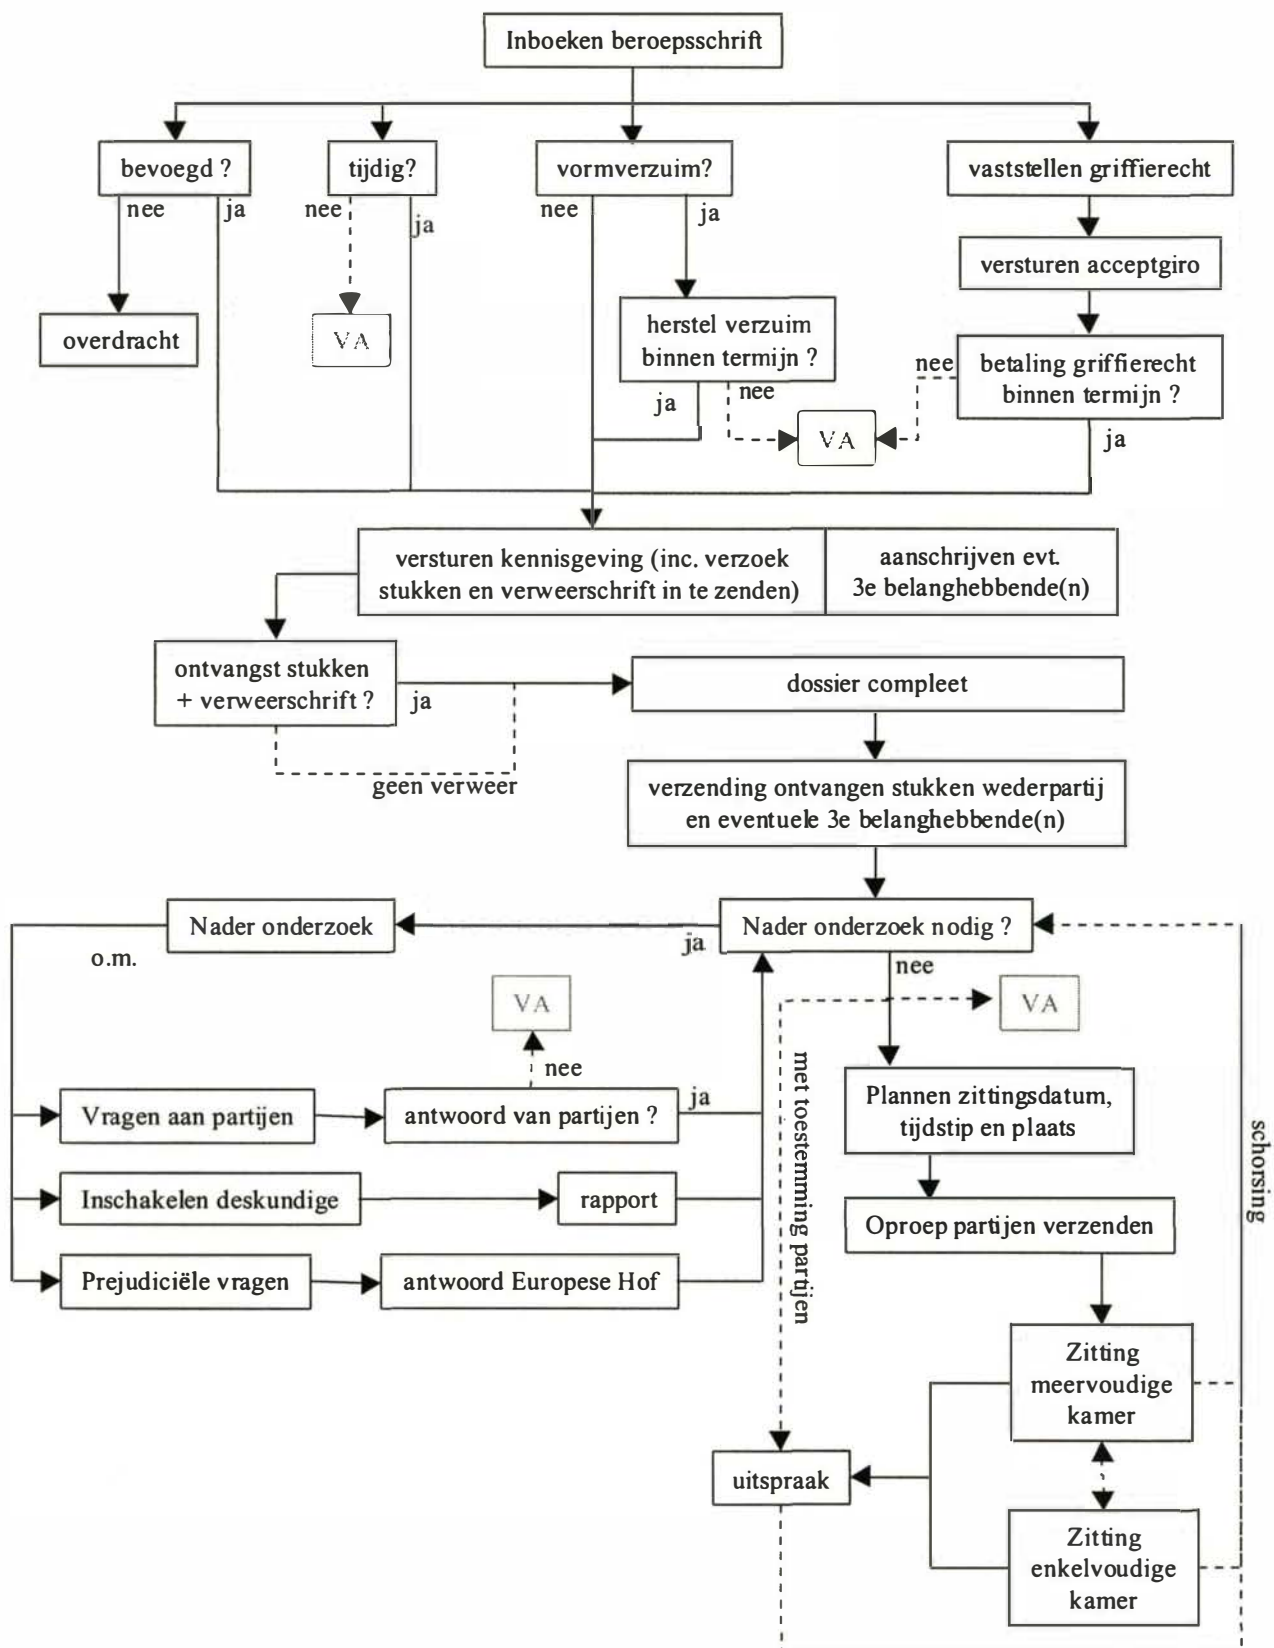 Inboeken beroepsschrift
bevoegd ?
tijdig?
vormverzuim?
vaststellen griffierecht
nee
ja
nee
ja
nee
ja
versturen acceptgiro
overdracht
VA
herstel verzuim
binnen termijn ?
nee
betaling griffierecht
binnen termijn ?
ja
nee
VA
ja
versturen kennisgeving (inc. verzoek
stukken en verweerschrift in te zenden)
aanschrijven evt.
3e belanghebbende(n)
ontvangst stukken
+ verweerschrift ?
ja
dossier compleet
geen verweer
verzending ontvangen stukken wederpartij
en eventuele 3e belanghebbende(n)
Nader onderzoek
ja
Nader onderzoek nodig ?
o.m.
nee
VA
VA
nee
met toestemming partijen
Plannen zittingsdatum,
tijdstip en plaats
Vragen aan partijen
antwoord van partijen ?
ja
schorsing
Inschakelen deskundige
rapport
Oproep partijen verzenden
Prejudiciële vragen
antwoord Europese Hof
Zitting
meervoudige
kamer
uitspraak
Zitting
enkelvoudige
kamer